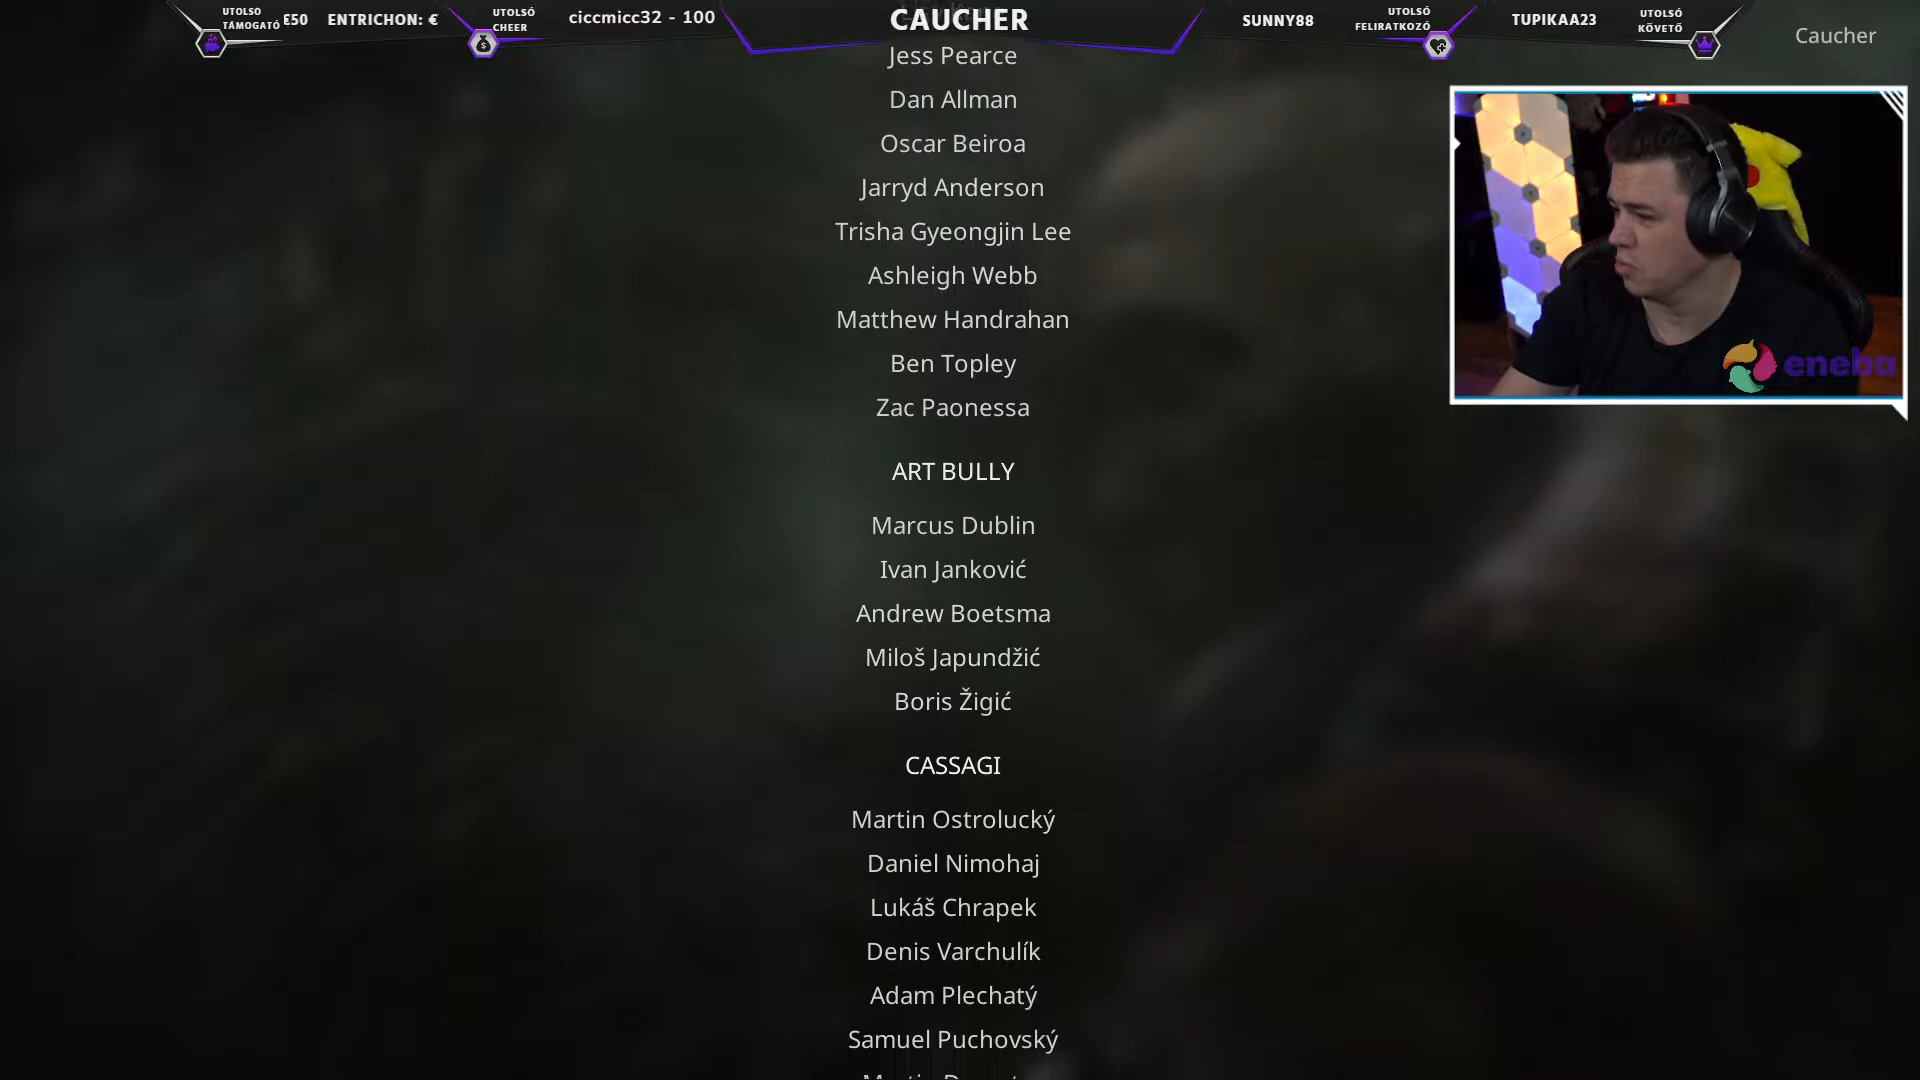 UTOLSÓ
TÁMOGATÓ
£50 ENTRICHON: €
UTOLSÓ
CHEER
ciccmicc32 - 100
CAUCHER
SUNNY88
UTOLSÓ
FELIRATKOZÓ
TUPIKAA23
UTOLSÓ
KÖVETŐ
Caucher
Jess Pearce
Dan Allman
Oscar Beiroa
Jarryd Anderson
Trisha Gyeongjin Lee
Ashleigh Webb
Matthew Handrahan
Ben Topley
Zac Paonessa
eneba
ART BULLY
Marcus Dublin
Ivan Janković
Andrew Boetsma
Miloš Japundžić
Boris Žigić
CASSAGI
Martin Ostrolucký
Daniel Nimohaj
Lukáš Chrapek
Denis Varchulík
Adam Plechatý
Samuel Puchovský